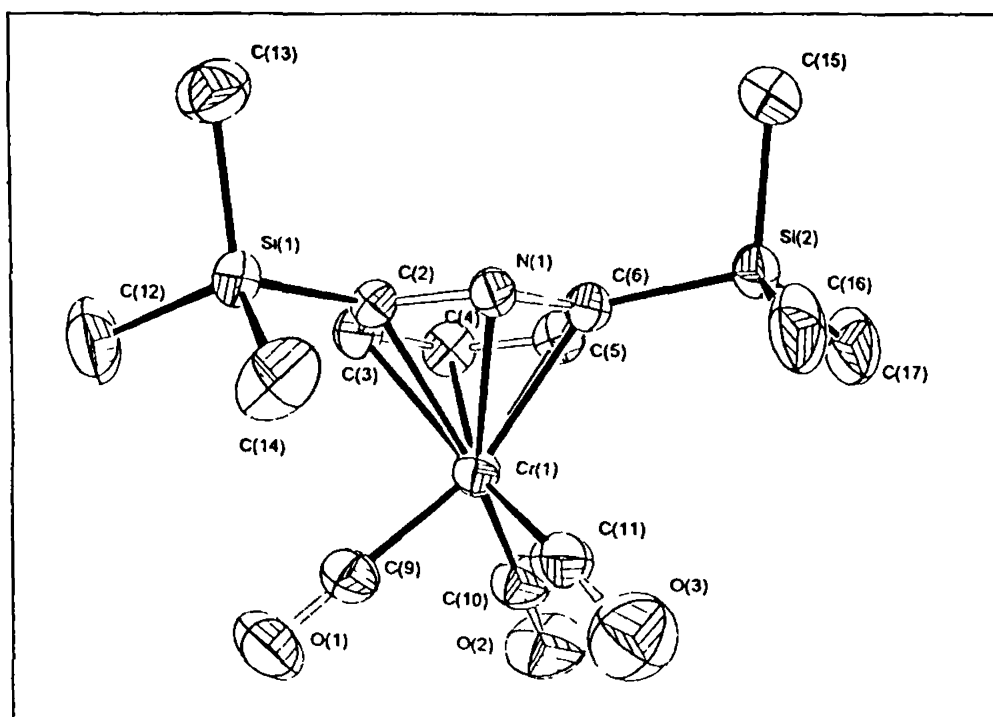 C(13)
C(15)
Si(1)
N(1)
Si(2)
C(2)
C(6)
C(12)
C(16)
C(4)
C(5)
C(3)
C(17)
C(14)
Cr(1)
C(11)
C(9)
O(3)
C(10)
O(1)
O(2)